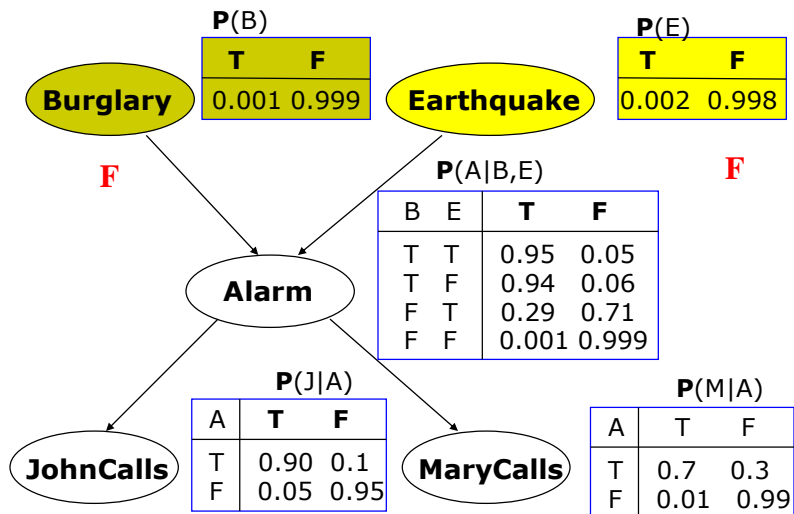 P(B)
T F
0.001 0.999
P(E)
T F
0.002 0.998
Burglary
Earthquake
F
F
P(A|B,E)
B E T F
T T 0.95 0.05
T F 0.94 0.06
F T 0.29 0.71
F F 0.001 0.999
Alarm
P(J|A)
A T F
T 0.90 0.1
F 0.05 0.95
P(M|A)
A T F
T 0.7 0.3
F 0.01 0.99
JohnCalls
MaryCalls